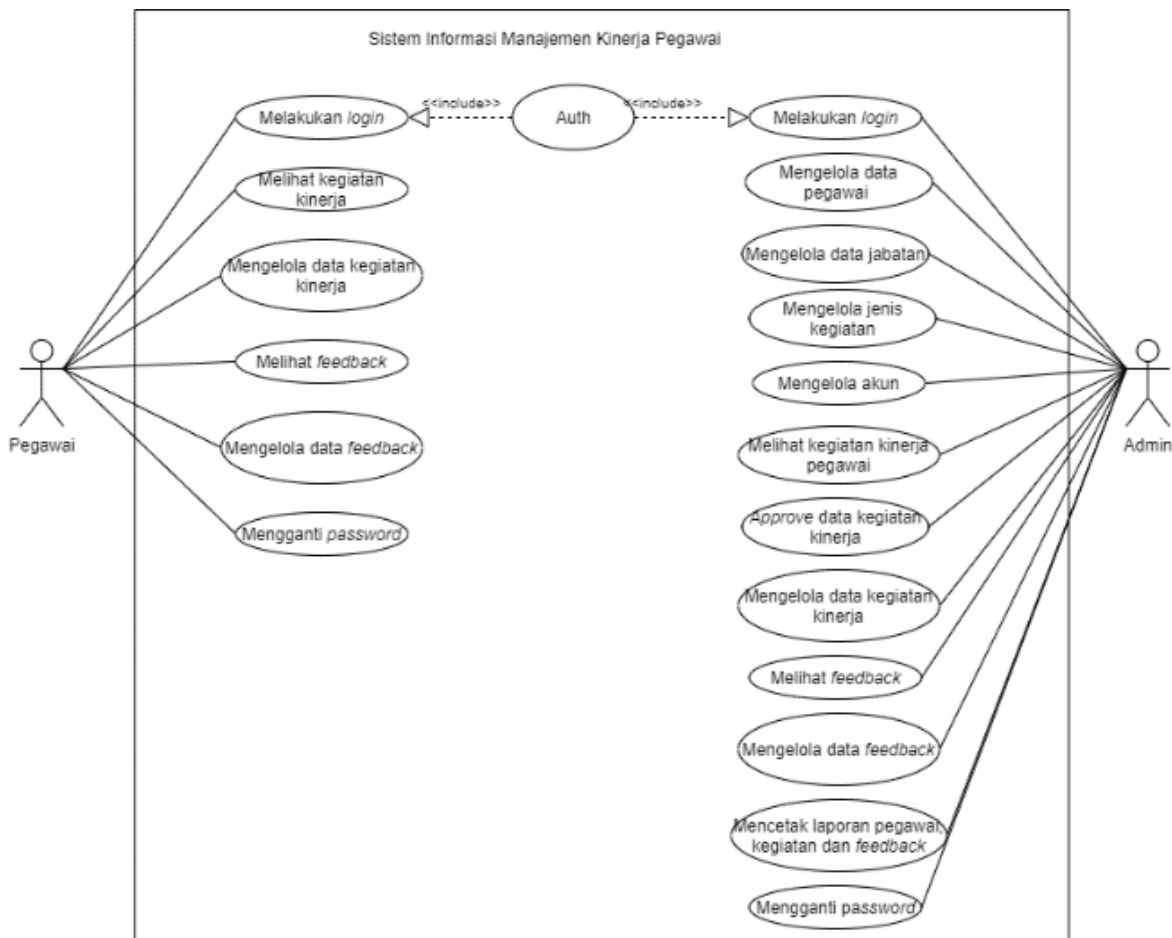 Sistem Informasi Manajemen Kinerja Pegawai
Melakukan login
<<include>>
Auth
<<include>>
Melakukan login
Melihat kegiatan
kinerja
Mengelola data kegiatan
kinerja
Melihat feedback
Mengelola data feedback
Mengganti password
Pegawai
Mengelola data
pegawai
Mengelola data jabatan
Mengelola jenis
kegiatan
Mengelola akun
Melihat kegiatan kinerja
pegawai
Approve data kegiatan
kinerja
Mengelola data kegiatan
kinerja
Melihat feedback
Mengelola data feedback
Mencetak laporan pegawai,
kegiatan dan feedback
Mengganti password
Admin